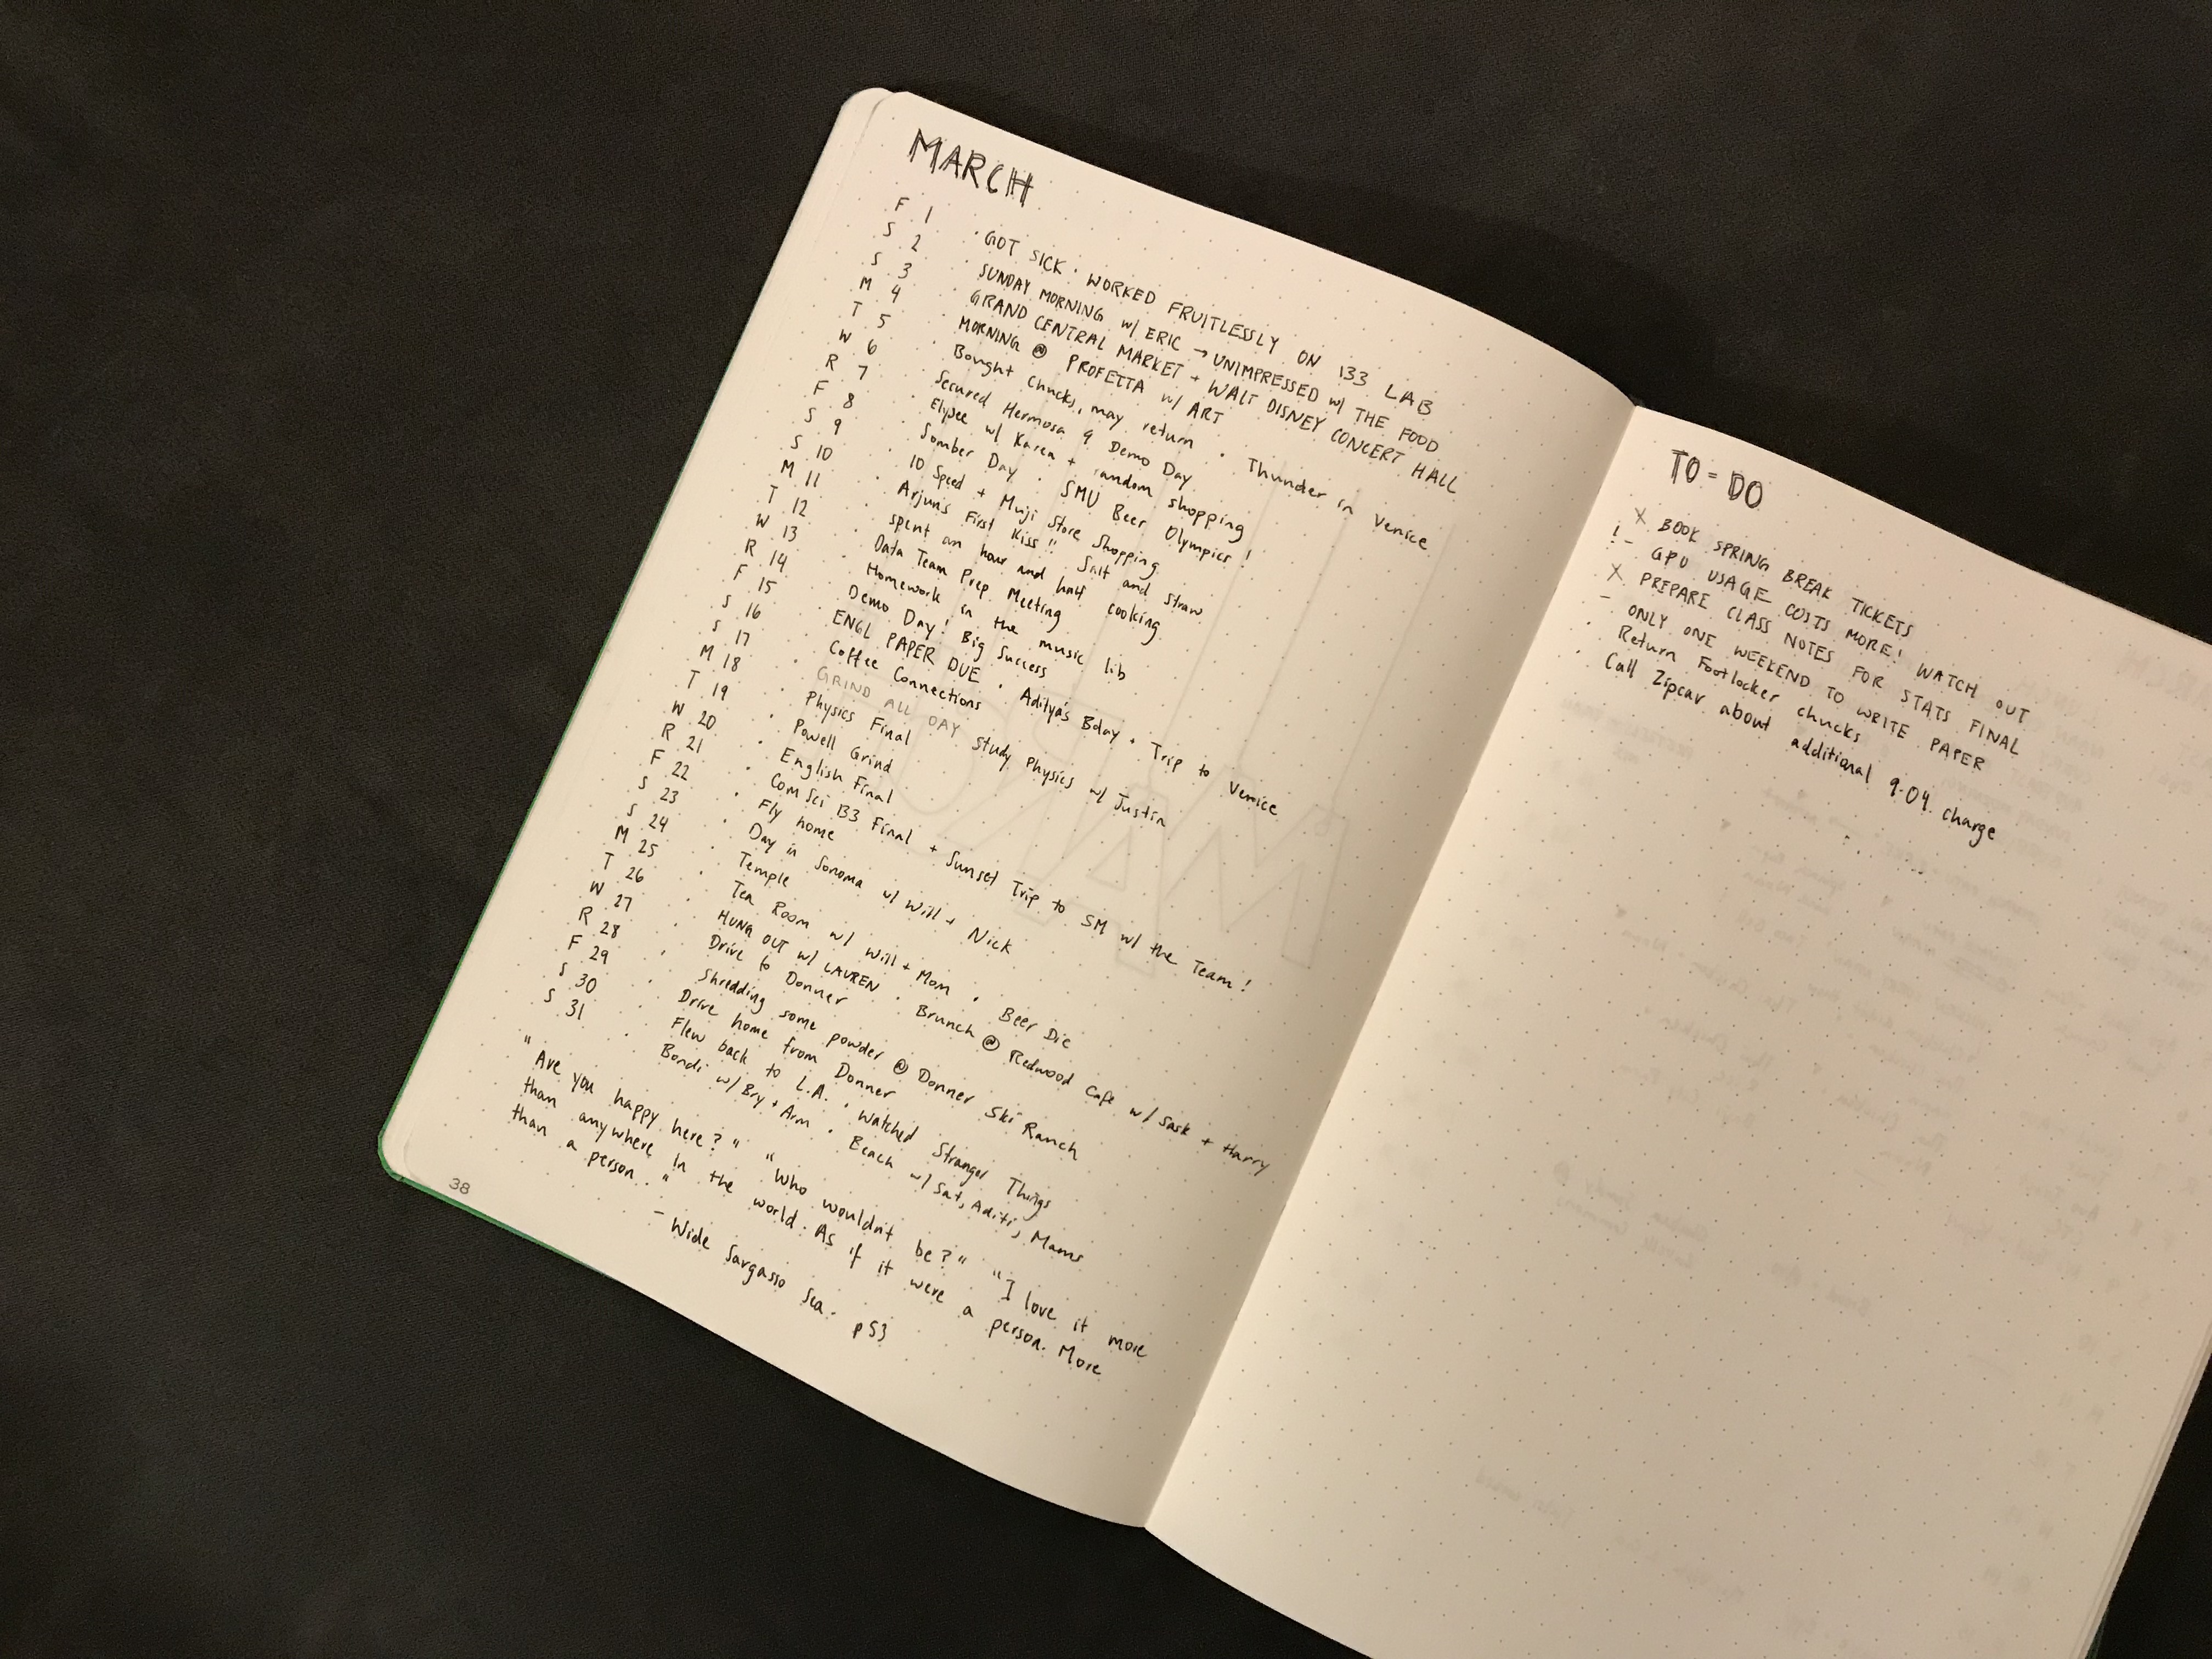 MARCH
F 1 · GOT SICK · WORKED FRUITLESSLY ON 133 LAB
S 2 SUNDAY MORNING w/ ERIC → UNIMPRESSED w/ THE FOOD
S 3 · GRAND CENTRAL MARKET + WALT DISNEY CONCERT HALL
M 4 · MORNING @ PROFETTA w/ ART
T 5 · Bought chucks, may return · Thunder in Venice
W 6 · Secured Hermosa 9 Demo Day
R 7 · Elysee w/ Karen + random shopping
F 8 · Somber Day · SMU Beer Olympics!
S 9 · 10 Speed + Muji Store Shopping
S 10 · Arjun's First Kiss!! Salt and Straw
M 11 · spent an hour and half cooking
T 12 · Data Team Prep Meeting
W 13 · Homework in the music lib
R 14 · Demo Day! Big Success
F 15 · ENGL PAPER DUE · Aditya's Bday + Trip to Venice
S 16 · Coffee Connections
S 17 · GRIND ALL DAY Study Physics w/ Justin
M 18 · Physics Final
T 19 · Powell Grind
W 20 · English Final
R 21 · Com Sci 133 Final + Sunset Trip to SM w/ the Team!
F 22 · Fly home
S 23 · Day in Sonoma w/ Will + Nick
S 24 · Temple
M 25 · Tea Room w/ Will + Mom · Beer Die
T 26 · HUNG OUT w/ LAUREN · Brunch @ Redwood Cafe w/ Sask + Harry
W 27 · Drive to Donner
R 28 · Shredding some powder @ Donner Ski Ranch
F 29 · Drive home from Donner
S 30 · Flew back to L.A. · Watched Stranger Things
S 31 · Bondi w/ Bry + Arm · Beach w/ Sat, Aditi, Mams
"Are you happy here?" "Who wouldn't be?" "I love it more
than anywhere in the world. As if it were a person. More
than a person."
- Wide Sargasso Sea. p53
38
TO-DO
X BOOK SPRING BREAK TICKETS
! - GPU USAGE COSTS MORE! WATCH OUT
X PREPARE CLASS NOTES FOR STATS FINAL
- ONLY ONE WEEKEND TO WRITE PAPER
· Return Footlocker chucks
· Call Zipcar about additional 9.04 charge